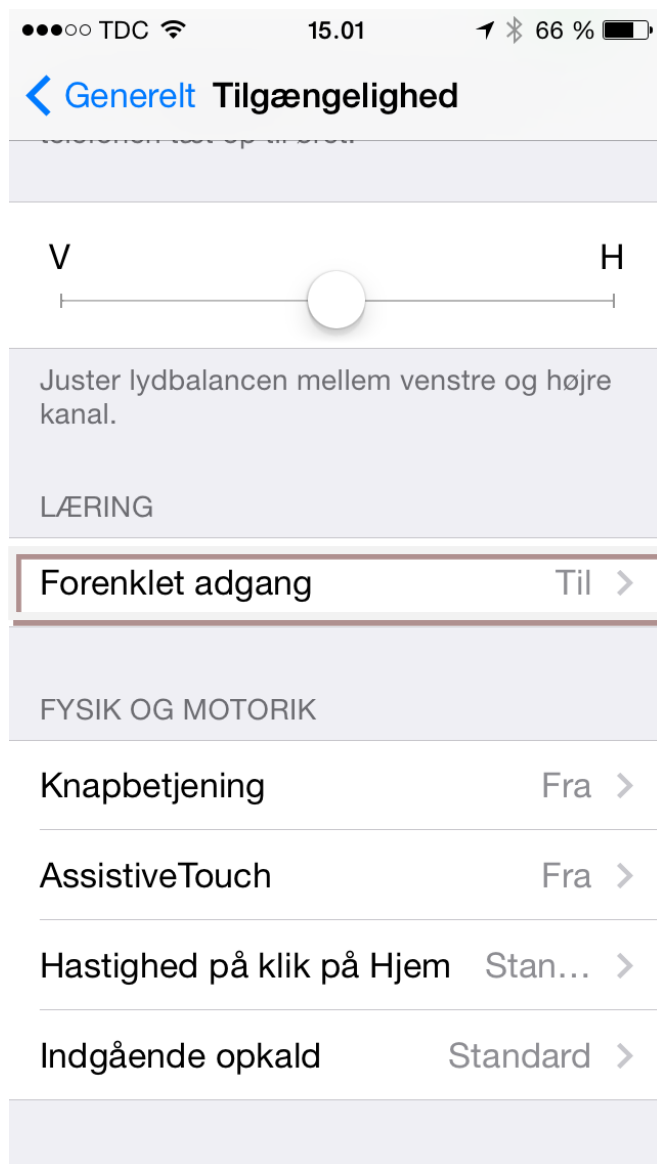 TDC 15.01 66 %
Generelt Tilgængelighed
V H
Juster lydbalancen mellem venstre og højre
kanal.
LÆRING
Forenklet adgang Til
FYSIK OG MOTORIK
Knapbetjening Fra
AssistiveTouch Fra
Hastighed på klik på Hjem Stan...
Indgående opkald Standard